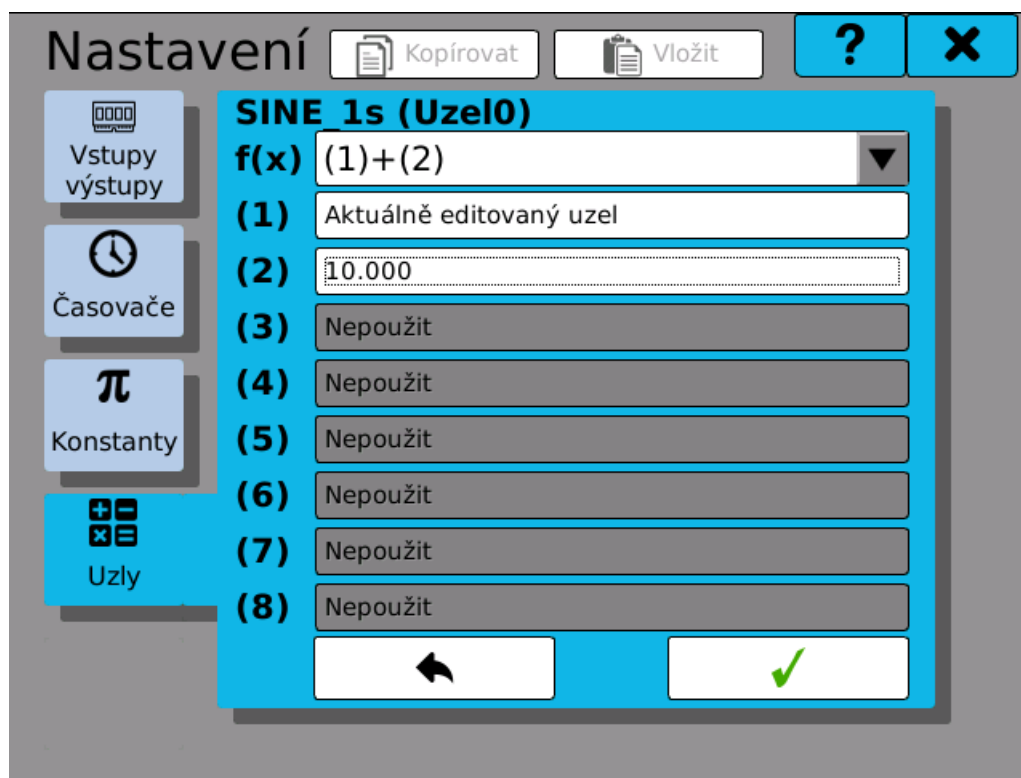 Nastavení
Kopírovat
Vložit
?
Vstupy
výstupy
Časovače
π
Konstanty
Uzly
SINE_1s (Uzel0)
f(x) (1)+(2)
(1) Aktuálně editovaný uzel
(2) 10.000
(3) Nepoužit
(4) Nepoužit
(5) Nepoužit
(6) Nepoužit
(7) Nepoužit
(8) Nepoužit